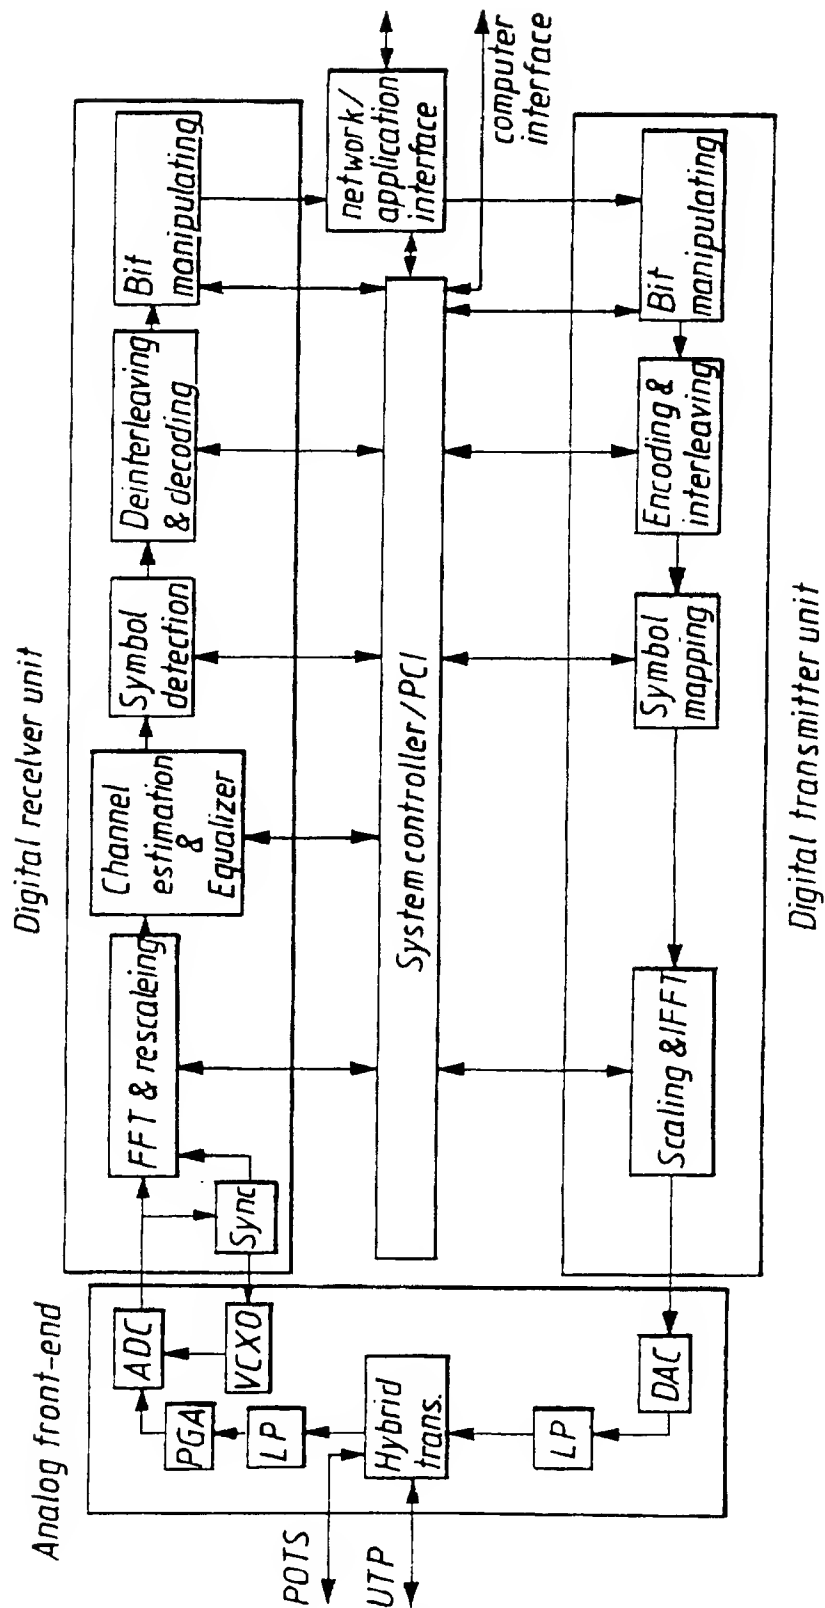 Analog front-end
Digital receiver unit
ADC
FFT & rescaleing
Channel
estimation
&
Equalizer
Symbol
detection
Deinterleaving
& decoding
Bit
manipulating
PGA
VCXO
Sync
LP
POTS
UTP
Hybrid
trans.
System controller/PCI
network/
application
interface
computer
interface
LP
DAC
Scaling &IFFT
Symbol
mapping
Encoding &
interleaving
Bit
manipulating
Digital transmitter unit